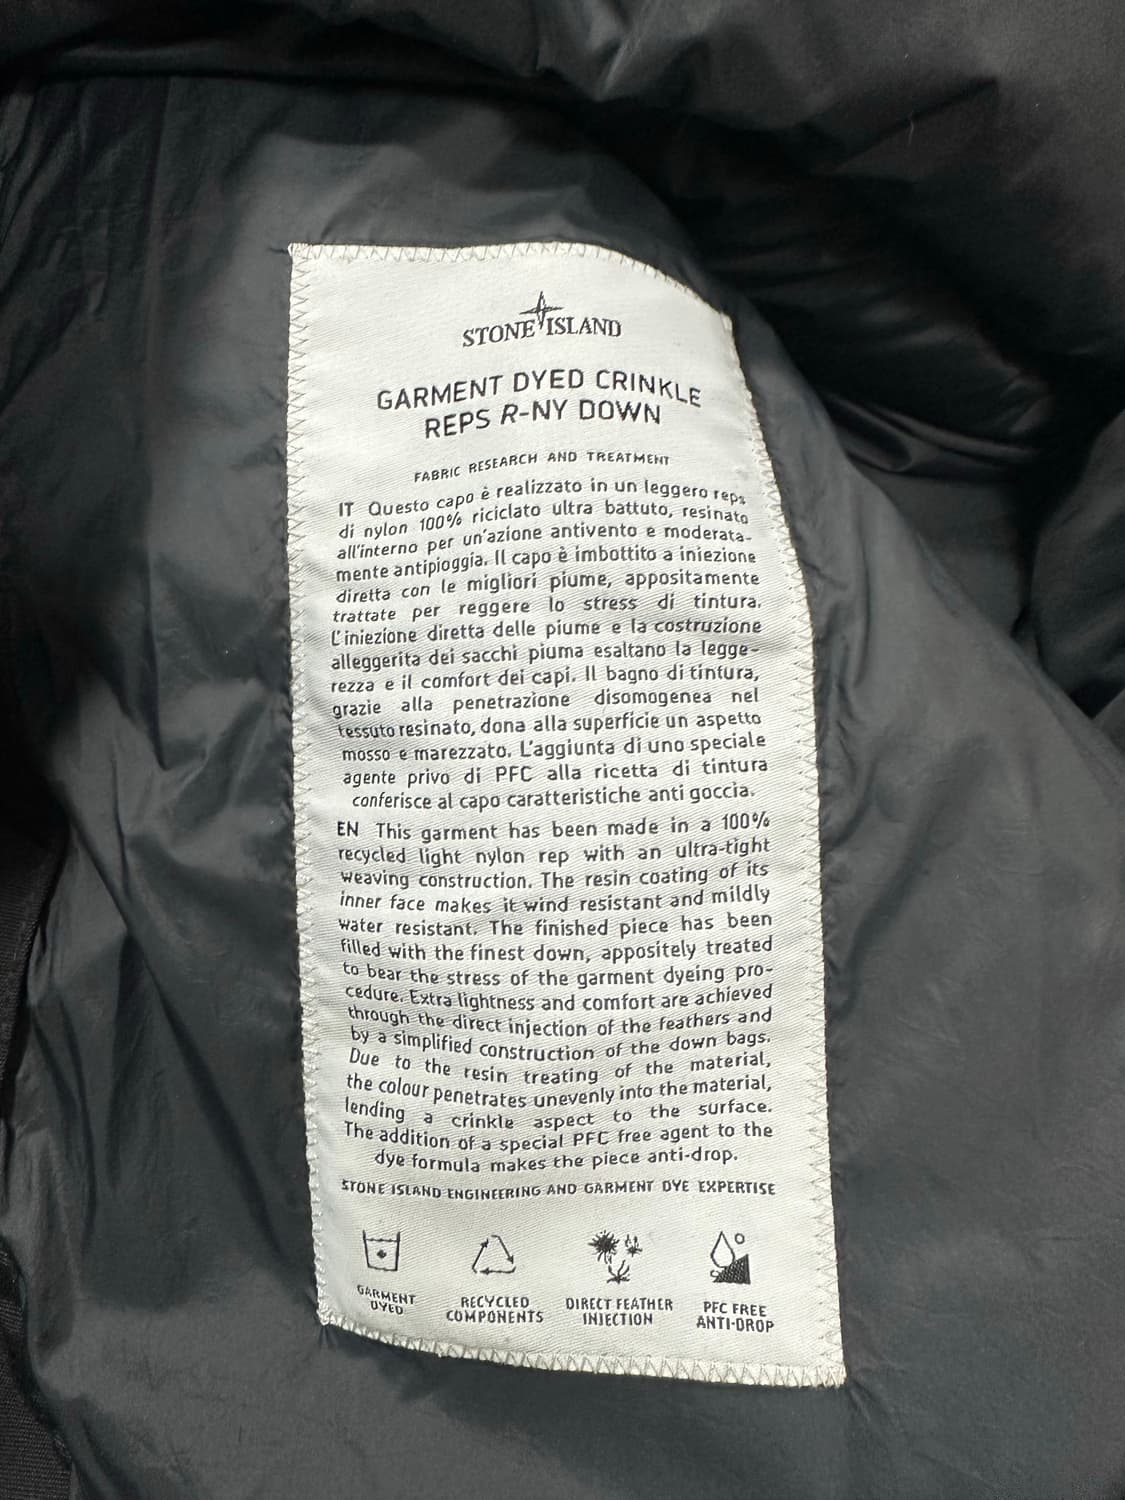 STONE ISLAND
GARMENT DYED CRINKLE
REPS R-NY DOWN
FABRIC RESEARCH AND TREATMENT
IT Questo capo è realizzato in un leggero reps
di nylon 100% riciclato ultra battuto, resinato
all'interno per un'azione antivento e moderata-
mente antipioggia. Il capo è imbottito a iniezione
diretta con le migliori piume, appositamente
trattate per reggere lo stress di tintura.
L'iniezione diretta delle piume e la costruzione
alleggerita dei sacchi piuma esaltano la legge-
rezza e il comfort dei capi. Il bagno di tintura,
grazie alla penetrazione disomogenea nel
tessuto resinato, dona alla superficie un aspetto
mosso e marezzato. L'aggiunta di uno speciale
agente privo di PFC alla ricetta di tintura
conferisce al capo caratteristiche anti goccia.
EN This garment has been made in a 100%
recycled light nylon rep with an ultra-tight
weaving construction. The resin coating of its
inner face makes it wind resistant and mildly
water resistant. The finished piece has been
filled with the finest down, appositely treated
to bear the stress of the garment dyeing pro-
cedure. Extra lightness and comfort are achieved
through the direct injection of the feathers and
by a simplified construction of the down bags.
Due to the resin treating of the material,
the colour penetrates unevenly into the material,
lending a crinkle aspect to the surface.
The addition of a special PFC free agent to the
dye formula makes the piece anti-drop.
STONE ISLAND ENGINEERING AND GARMENT DYE EXPERTISE
GARMENT DYED
RECYCLED COMPONENTS
DIRECT FEATHER INJECTION
PFC FREE ANTI-DROP